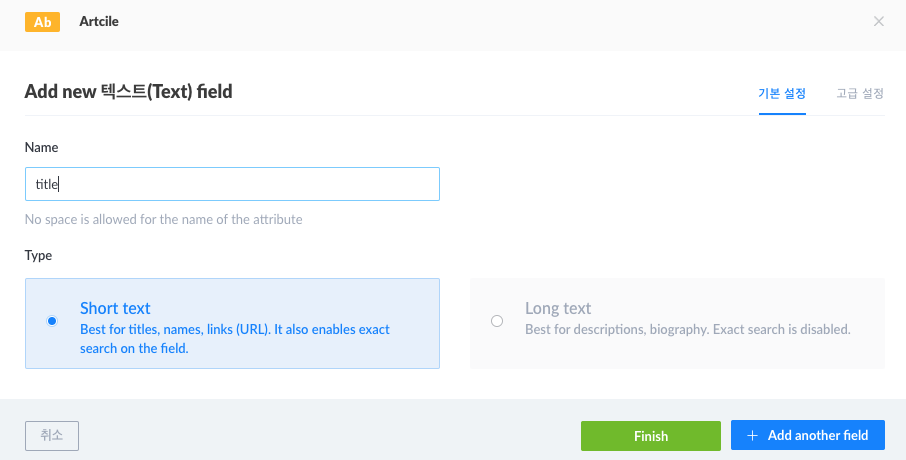 Ab Artcile
Add new 텍스트(Text) field
기본 설정 고급 설정
Name
title
No space is allowed for the name of the attribute
Type
Short text
Best for titles, names, links (URL). It also enables exact
search on the field.
Long text
Best for descriptions, biography. Exact search is disabled.
취소 Finish + Add another field